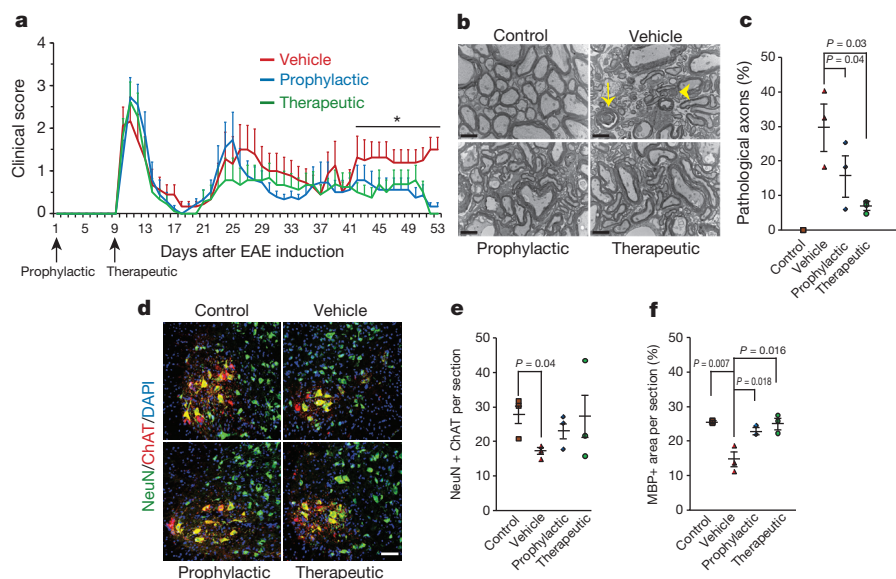 a
4
3
2
1
0
Clinical score
Vehicle
Prophylactic
Therapeutic
*
1 5 9 13 17 21 25 29 33 37 41 45 49 53
Days after EAE induction
Prophylactic
Therapeutic
b
Control Vehicle
Prophylactic Therapeutic
c
Pathological axons (%)
50
40
30
20
10
0
P = 0.03
P = 0.04
Control
Vehicle
Prophylactic
Therapeutic
d
Control Vehicle
NeuN/ChAT/DAPI
Prophylactic Therapeutic
e
NeuN + ChAT per section
50
40
30
20
10
0
P = 0.04
Control
Vehicle
Prophylactic
Therapeutic
f
MBP+ area per section (%)
50
40
30
20
10
0
P = 0.016
P = 0.007
P = 0.018
Control
Vehicle
Prophylactic
Therapeutic